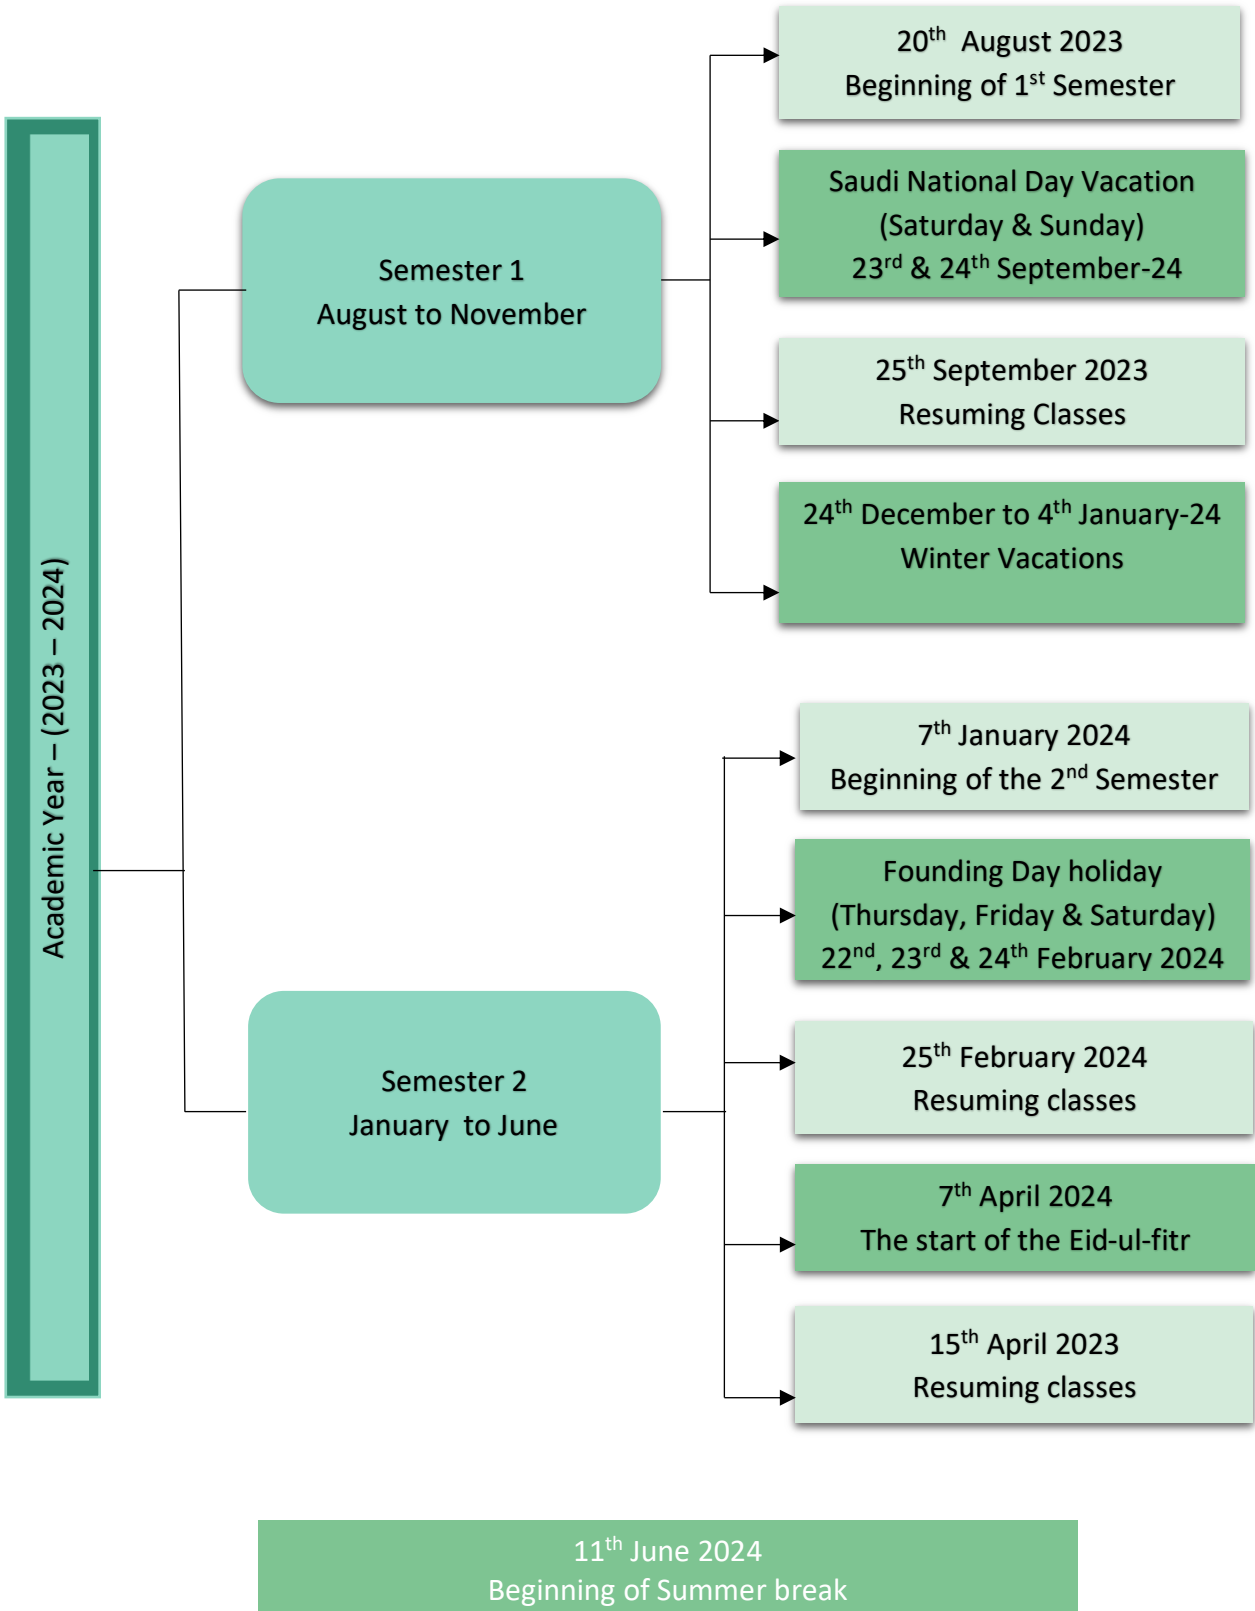 Academic Year – (2023 – 2024)
Semester 1
August to November
20th August 2023
Beginning of 1st Semester
Saudi National Day Vacation
(Saturday & Sunday)
23rd & 24th September-24
25th September 2023
Resuming Classes
24th December to 4th January-24
Winter Vacations
Semester 2
January to June
7th January 2024
Beginning of the 2nd Semester
Founding Day holiday
(Thursday, Friday & Saturday)
22nd, 23rd & 24th February 2024
25th February 2024
Resuming classes
7th April 2024
The start of the Eid-ul-fitr
15th April 2023
Resuming classes
11th June 2024
Beginning of Summer break